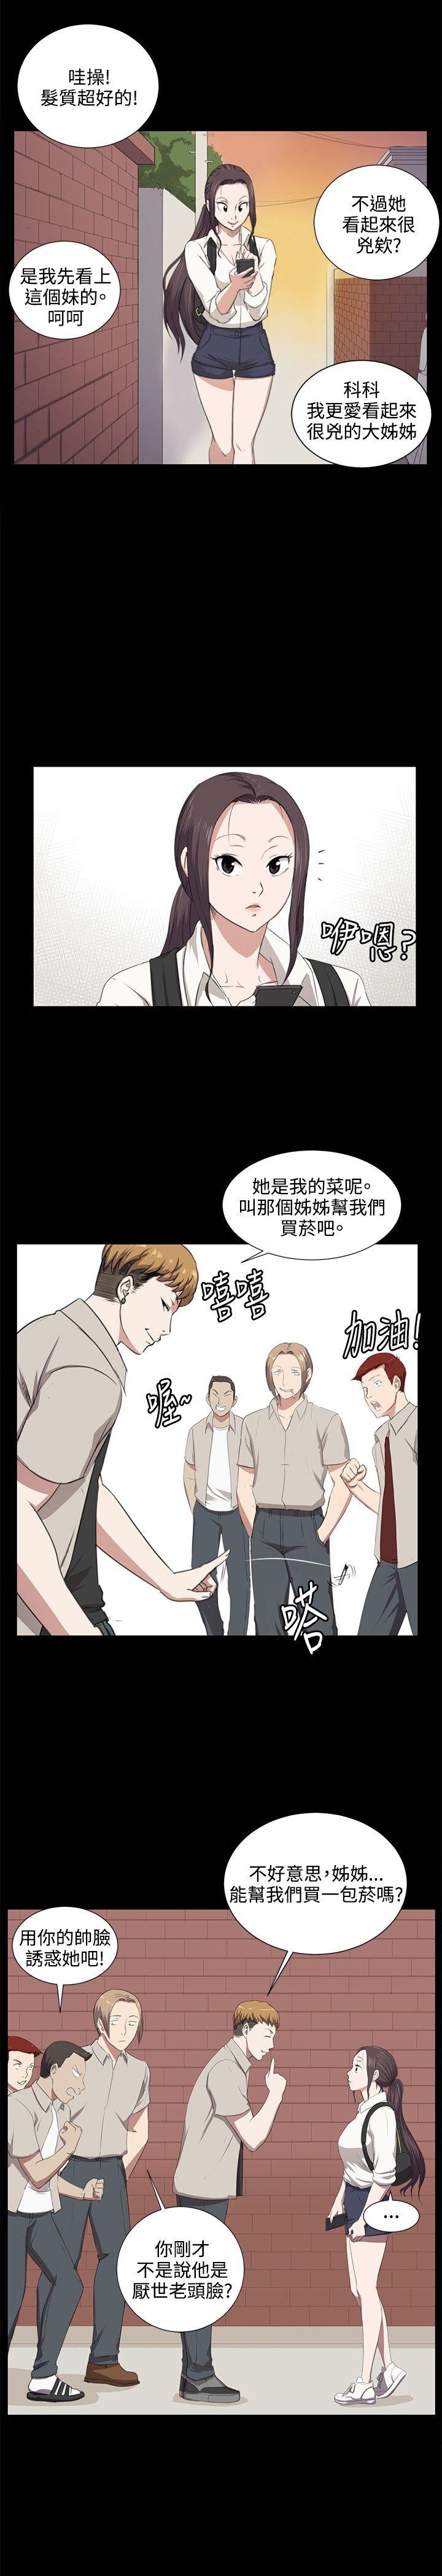 哇操!
髮質超好的!
不過她
看起來很
兇欸?
是我先看上
這個妹的。
呵呵
科科
我更愛看起來
很兇的大姊姊
咿嗯?
她是我的菜呢。
叫那個姊姊幫我們
買菸吧。
嘻嘻
加油!
喔~
嗒
不好意思，姊姊...
能幫我們買一包菸嗎?
用你的帥臉
誘惑她吧!
...
你剛才
不是說他是
厭世老頭臉?